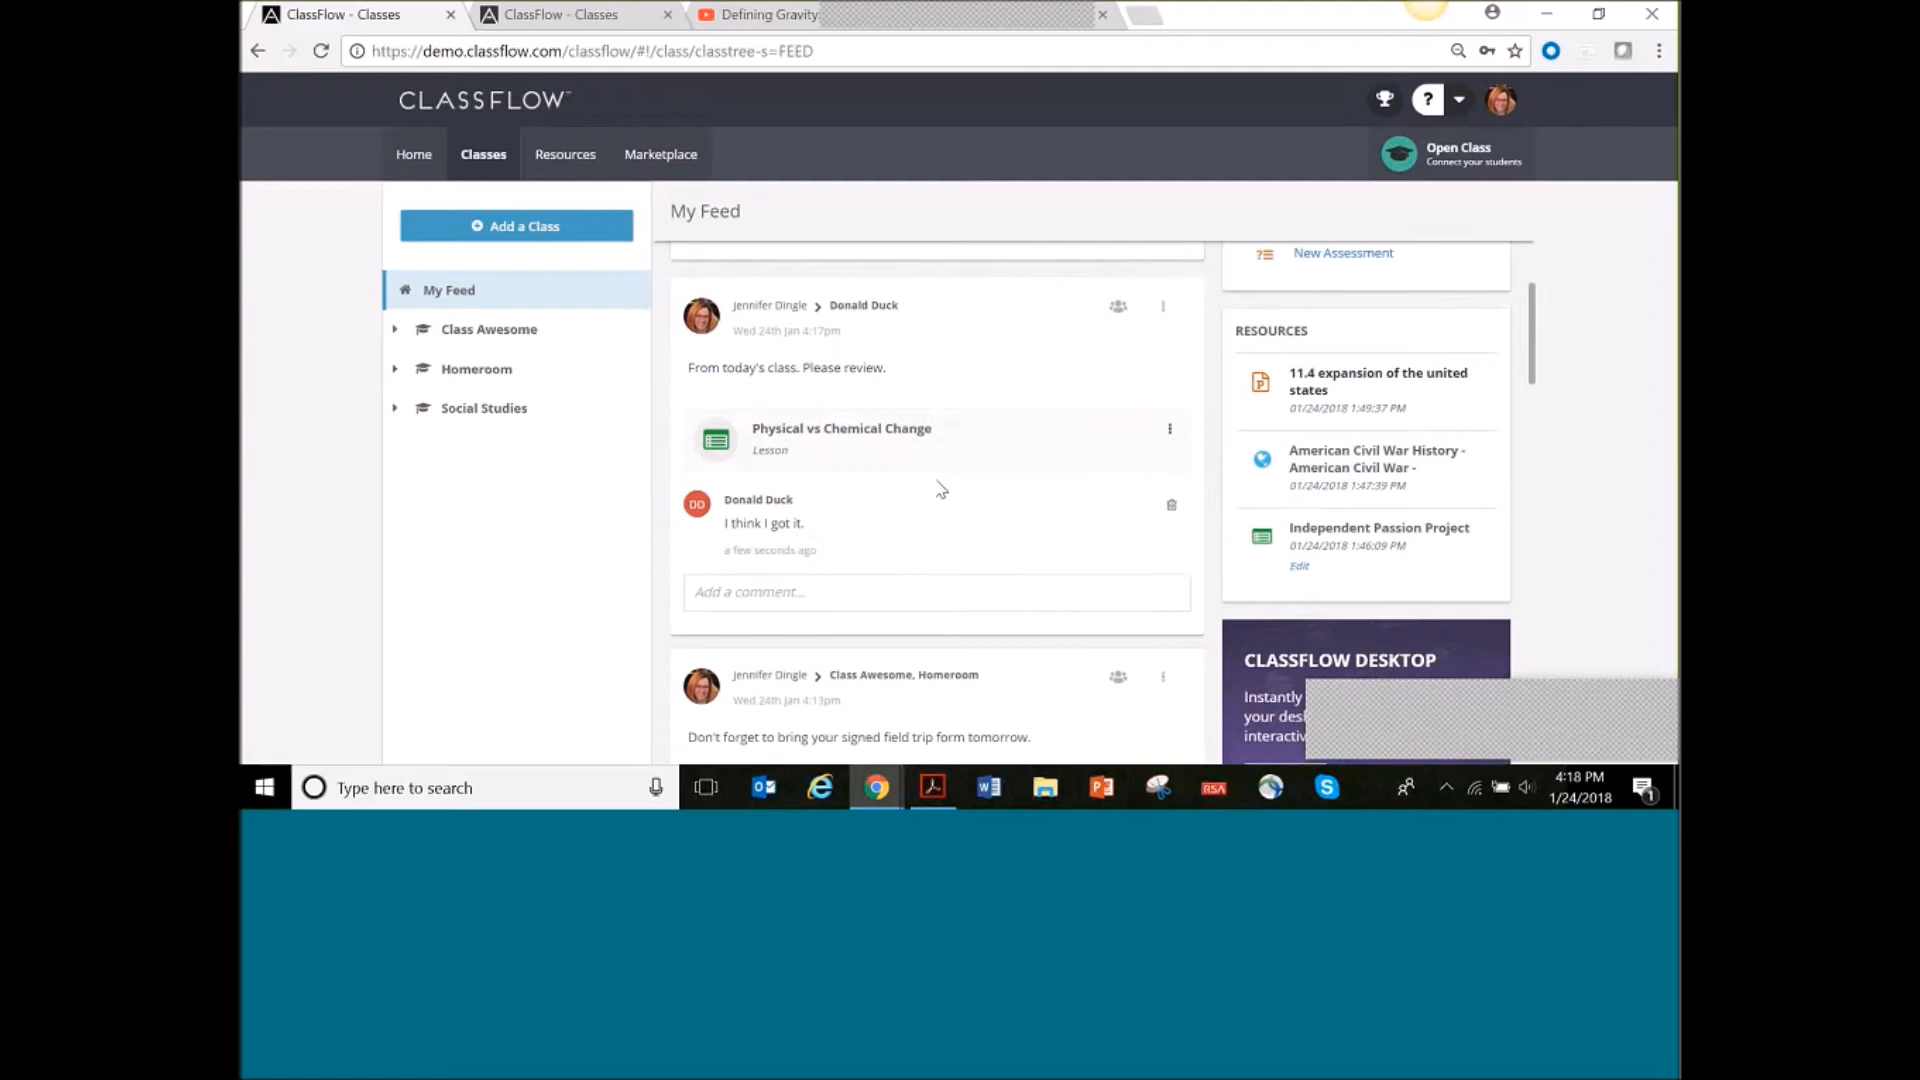 ClassFlow - Classes
ClassFlow - Classes
Defining Gravity:
https://demo.classflow.com/classflow/#!/class/classtree-s=FEED
CLASSFLOW
?
Home
Classes
Resources
Marketplace
Open Class
Connect your students
Add a Class
My Feed
Class Awesome
Homeroom
Social Studies
My Feed
Jennifer Dingle > Donald Duck
Wed 24th Jan 4:17pm
From today's class. Please review.
Physical vs Chemical Change
Lesson
DD
Donald Duck
I think I got it.
a few seconds ago
Add a comment...
Jennifer Dingle > Class Awesome, Homeroom
Wed 24th Jan 4:13pm
Don't forget to bring your signed field trip form tomorrow.
New Assessment
RESOURCES
11.4 expansion of the united
states
01/24/2018 1:49:37 PM
American Civil War History -
American Civil War -
01/24/2018 1:47:39 PM
Independent Passion Project
01/24/2018 1:46:09 PM
Edit
CLASSFLOW DESKTOP
Instantly
your
Type here to search
RSA
4:18 PM
1/24/2018
1